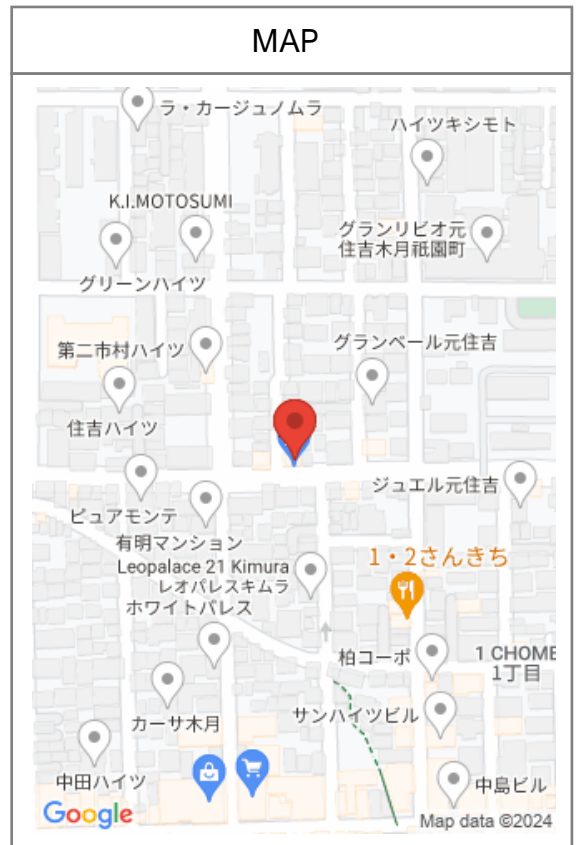 MAP
ラ・カージュノムラ
ハイツキシモト
K.I.MOTOSUMI
グランリビオ元
住吉木月祇園町
グリーンハイツ
第二市村ハイツ
グランベール元住吉
住吉ハイツ
ジュエル元住吉
ピュアモンテ
有明マンション
1・2さんきち
Leopalace 21 Kimura
レオパレスキムラ
ホワイトパレス
柏コーポ
1 CHOME
1丁目
カーサ木月
サンハイツビル
中田ハイツ
中島ビル
Google
Map data ©2024